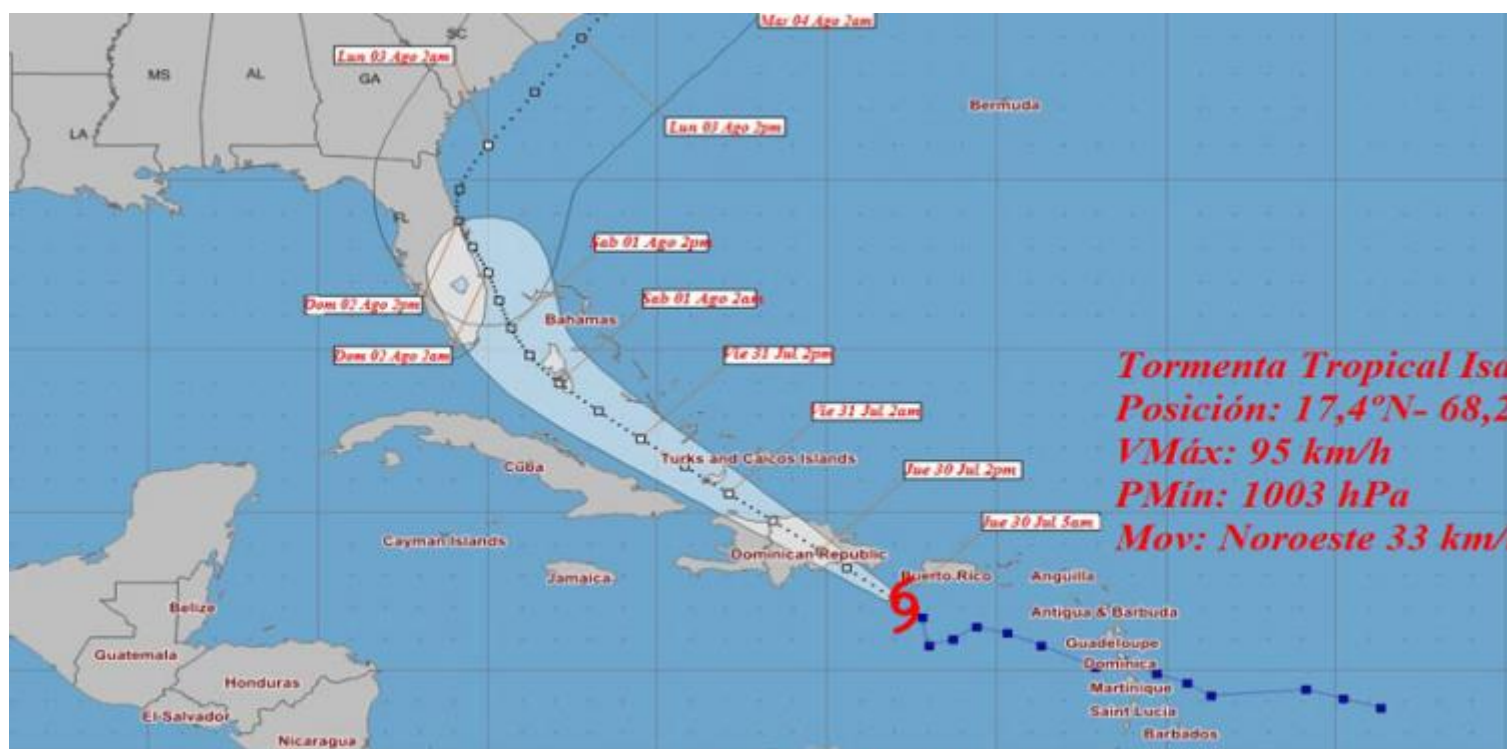 Mar 04 Ago 2am
SC
Lun 03 Ago 2am
MS
AL
GA
Bermuda
Lun 03 Ago 2pm
LA
FL
Sab 01 Ago 2pm
Dom 02 Ago 2pm
Sab 01 Ago 2am
Bahamas
Dom 02 Ago 2am
Vie 31 Jul 2pm
Tormenta Tropical Isa
Posición: 17,4ºN- 68,2
VMáx: 95 km/h
PMín: 1003 hPa
Mov: Noroeste 33 km/
Vie 31 Jul 2am
Turks and Caicos Islands
Cuba
Jue 30 Jul 2pm
Jue 30 Jul 5am
Cayman Islands
Dominican Republic
Jamaica
Puerto Rico
Anguilla
Belize
Antigua & Barbuda
Guadeloupe
Guatemala
Dominica
Honduras
Martinique
El Salvador
Saint Lucia
Nicaragua
Barbados